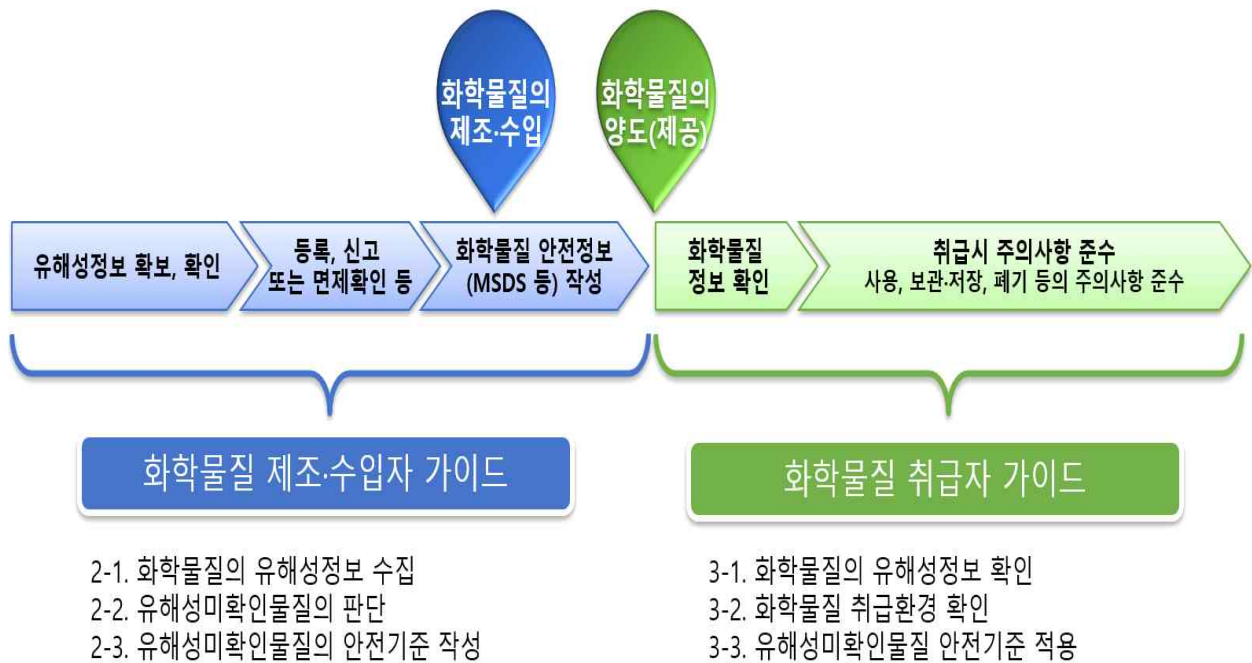 화학물질의
제조·수입
화학물질의
양도(제공)
유해성정보 확보, 확인
등록, 신고
또는 면제확인 등
화학물질 안전정보
(MSDS 등) 작성
화학물질
정보 확인
취급시 주의사항 준수
사용, 보관·저장, 폐기 등의 주의사항 준수
화학물질 제조·수입자 가이드
화학물질 취급자 가이드
2-1. 화학물질의 유해성정보 수집
2-2. 유해성미확인물질의 판단
2-3. 유해성미확인물질의 안전기준 작성
3-1. 화학물질의 유해성정보 확인
3-2. 화학물질 취급환경 확인
3-3. 유해성미확인물질 안전기준 적용